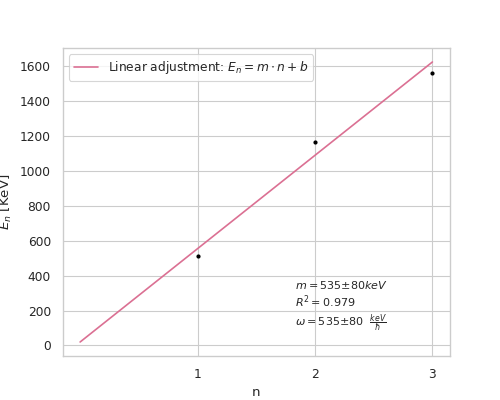 Linear adjustment: $E_n = m \cdot n + b$
1600
1400
1200
1000
800
600
400
200
0
$E_n$ [KeV]
$m = 535 \pm 80 keV$
$R^2 = 0.979$
$\omega = 535 \pm 80 \ \frac{keV}{\hbar}$
1 2 3
n